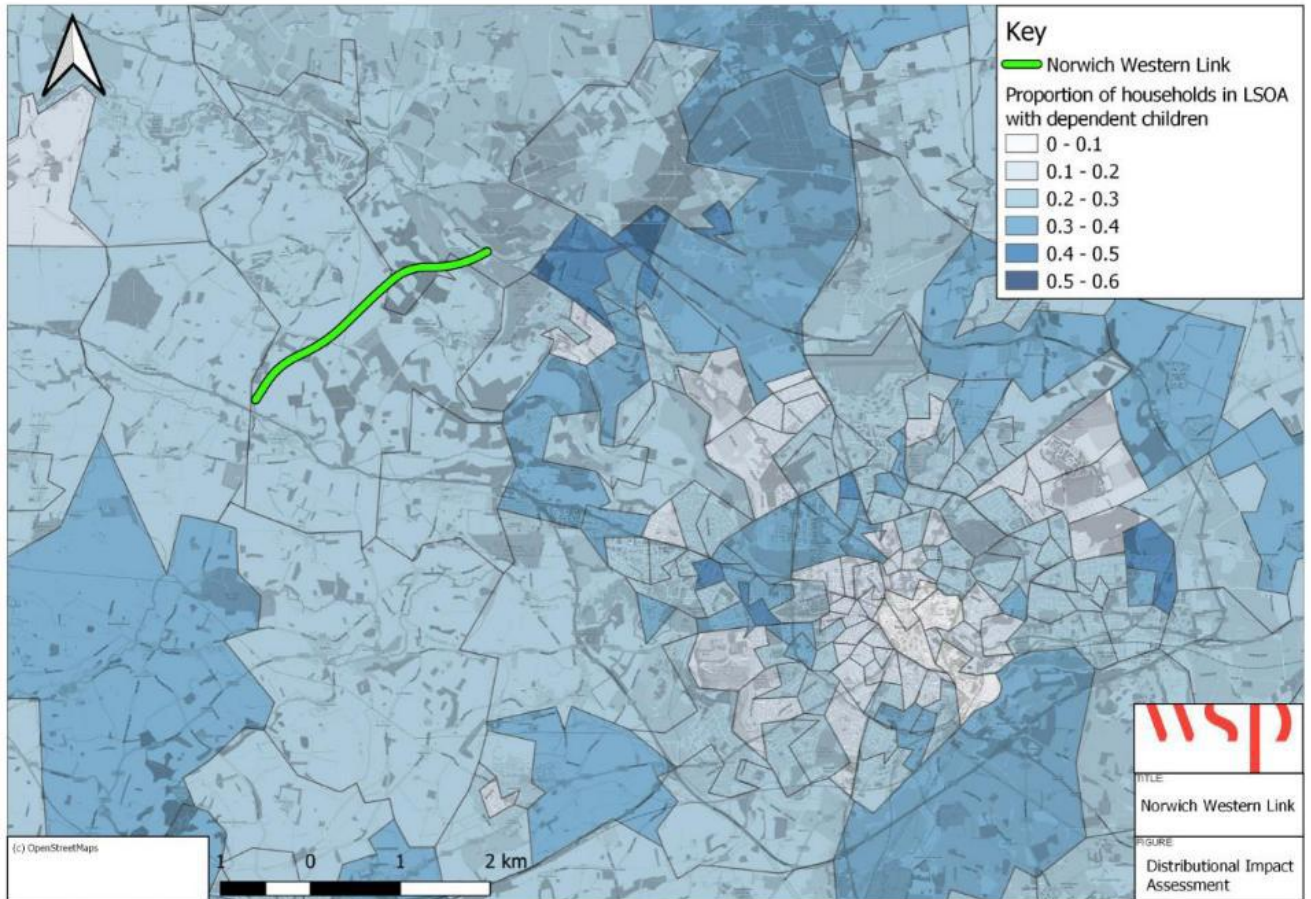 Key
Norwich Western Link
Proportion of households in LSOA
with dependent children
0 - 0.1
0.1 - 0.2
0.2 - 0.3
0.3 - 0.4
0.4 - 0.5
0.5 - 0.6
(c) OpenStreetMaps
1 0 1 2 km
wsp
TITLE
Norwich Western Link
FIGURE
Distributional Impact
Assessment